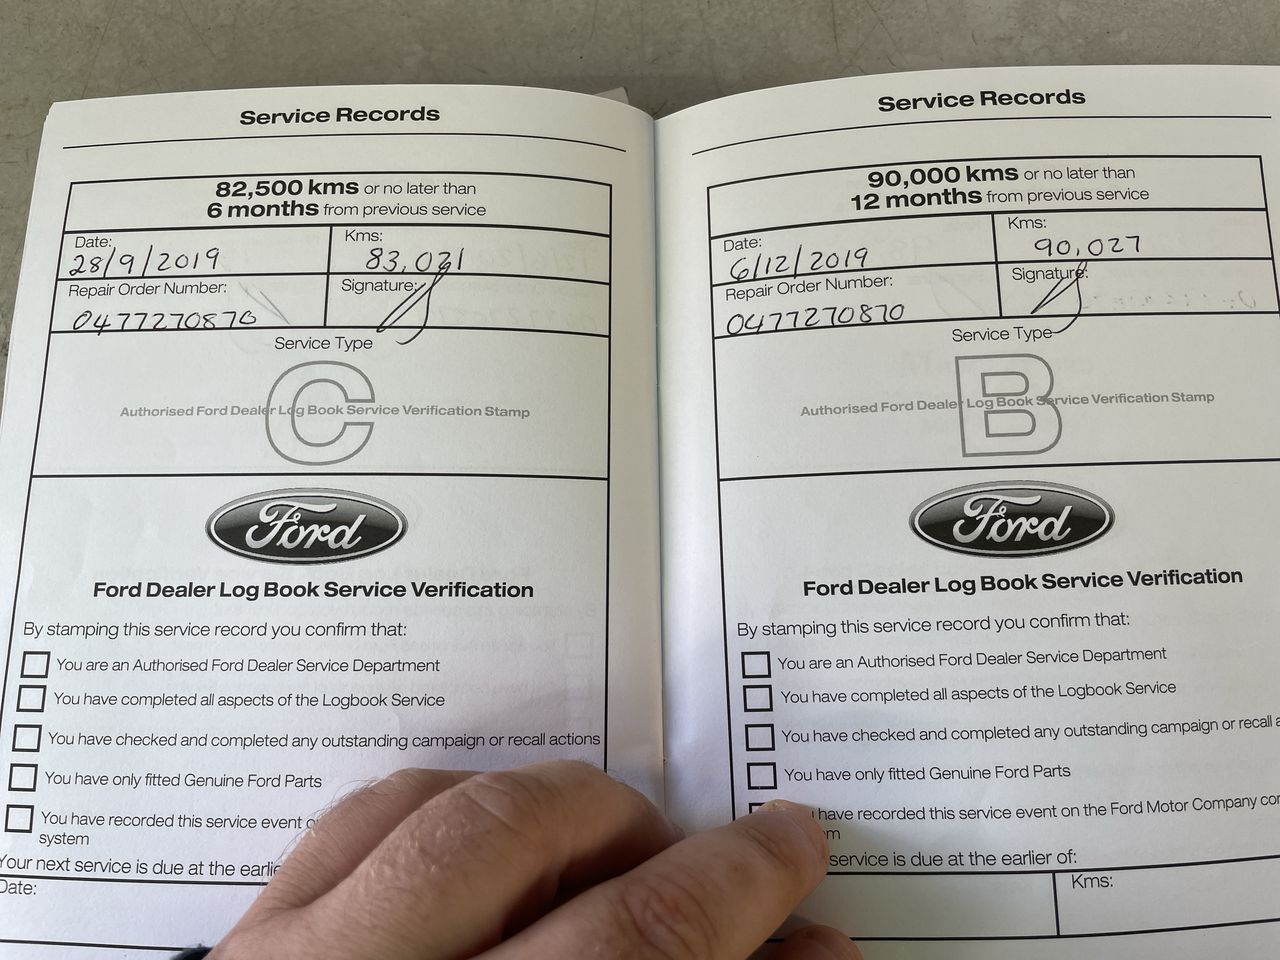 Service Records
82,500 kms or no later than
6 months from previous service
Date:
28/9/2019
Kms:
83,021
Repair Order Number:
0477270870
Signature:
Service Type
C
Authorised Ford Dealer Log Book Service Verification Stamp
Ford
Ford Dealer Log Book Service Verification
By stamping this service record you confirm that:
You are an Authorised Ford Dealer Service Department
You have completed all aspects of the Logbook Service
You have checked and completed any outstanding campaign or recall actions
You have only fitted Genuine Ford Parts
You have recorded this service event
system
Your next service is due at the
Date:
Service Records
90,000 kms or no later than
12 months from previous service
Date:
6/12/2019
Kms:
90,027
Repair Order Number:
0477270870
Signature:
Service Type
B
Authorised Ford Dealer Log Book Service Verification Stamp
Ford
Ford Dealer Log Book Service Verification
By stamping this service record you confirm that:
You are an Authorised Ford Dealer Service Department
You have completed all aspects of the Logbook Service
You have checked and completed any outstanding campaign or recall
You have only fitted Genuine Ford Parts
have recorded this service event on the Ford Motor Company
service is due at the earlier of:
Kms: